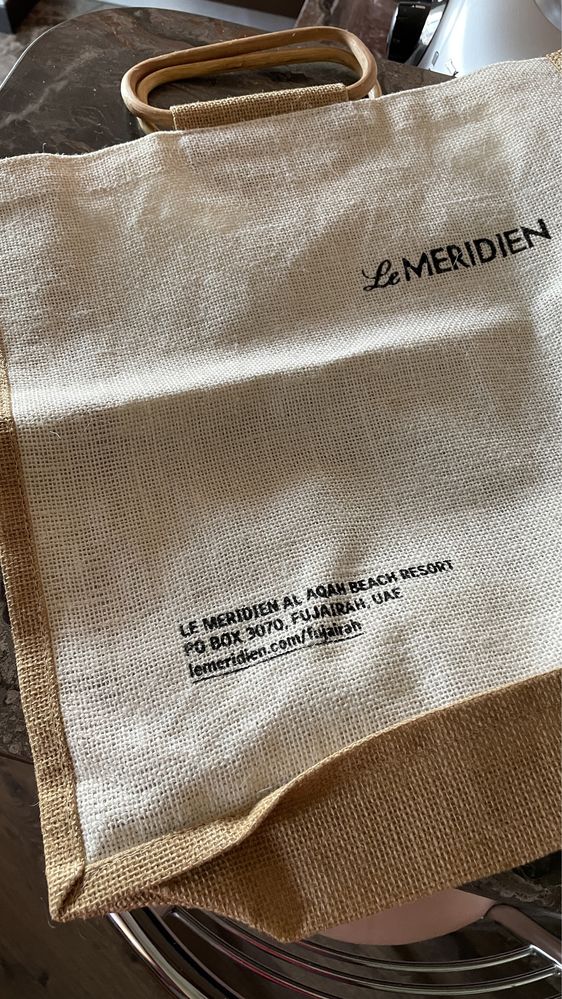 Le MERIDIEN
LE MERIDIEN AL AQAH BEACH RESORT
PO BOX 3070, FUJAIRAH, UAE
lemeridien.com/fujairah